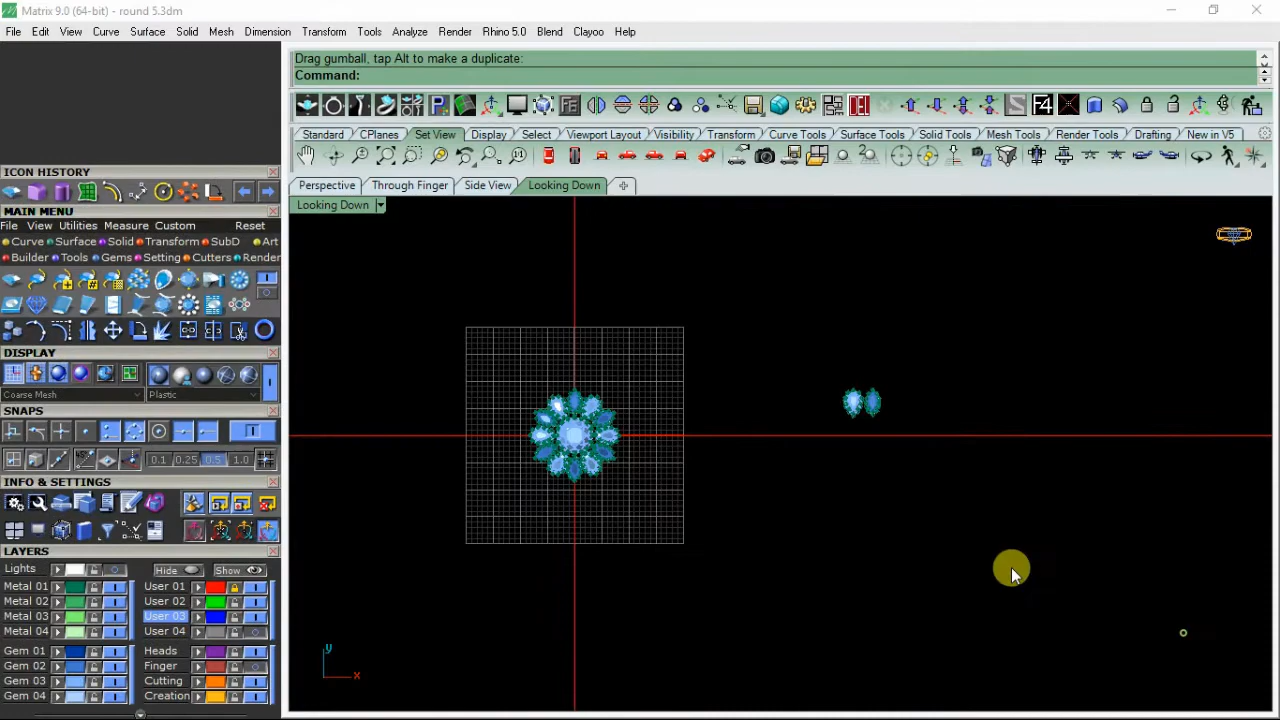 Matrix 9.0 (64-bit) - round 5.3dm
File Edit View Curve Surface Solid Mesh Dimension Transform Tools Analyze Render Rhino 5.0 Blend Clayoo Help
Drag gumball, tap Alt to make a duplicate:
Command:
Standard CPlanes Set View Display Select Viewport Layout Visibility Transform Curve Tools Surface Tools Solid Tools Mesh Tools Render Tools Drafting New in V5
Perspective Through Finger Side View Looking Down
Looking Down
ICON HISTORY
MAIN MENU
File View Utilities Measure Custom Reset
Curve Surface Solid Transform SubD Art
Builder Tools Gems Setting Cutters Render
DISPLAY
Coarse Mesh Plastic
SNAPS
0.1 0.25 0.5 1.0
INFO & SETTINGS
LAYERS
Lights Hide Show
Metal 01 User 01
Metal 02 User 02
Metal 03 User 03
Metal 04 User 04
Gem 01 Heads
Gem 02 Finger
Gem 03 Cutting
Gem 04 Creation
F4
DEL
y
x